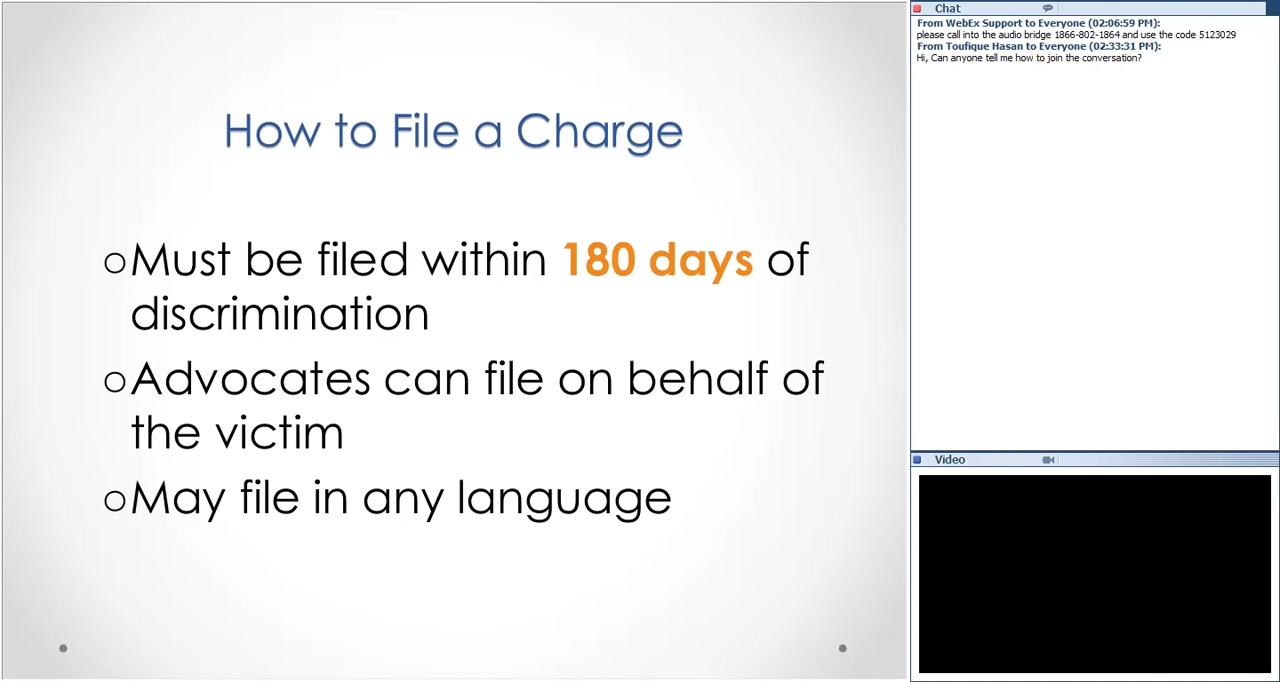 How to File a Charge
○Must be filed within 180 days of
discrimination
○Advocates can file on behalf of
the victim
○May file in any language
Chat
From WebEx Support to Everyone (02:06:59 PM):
please call into the audio bridge 1866-802-1864 and use the code 5123029
From Toufique Hasan to Everyone (02:33:31 PM):
Hi, Can anyone tell me how to join the conversation?
Video